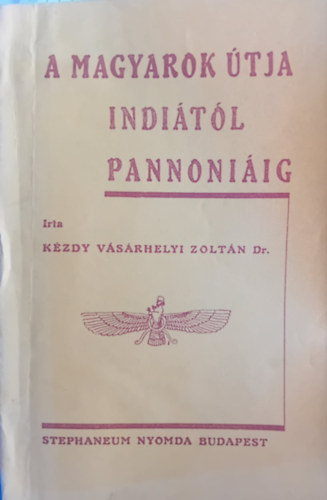 A MAGYAROK ÚTJA
INDIÁTÓL
PANNONIÁIG
Irta
KÉZDY VÁSÁRHELYI ZOLTÁN Dr.
STEPHANEUM NYOMDA BUDAPEST